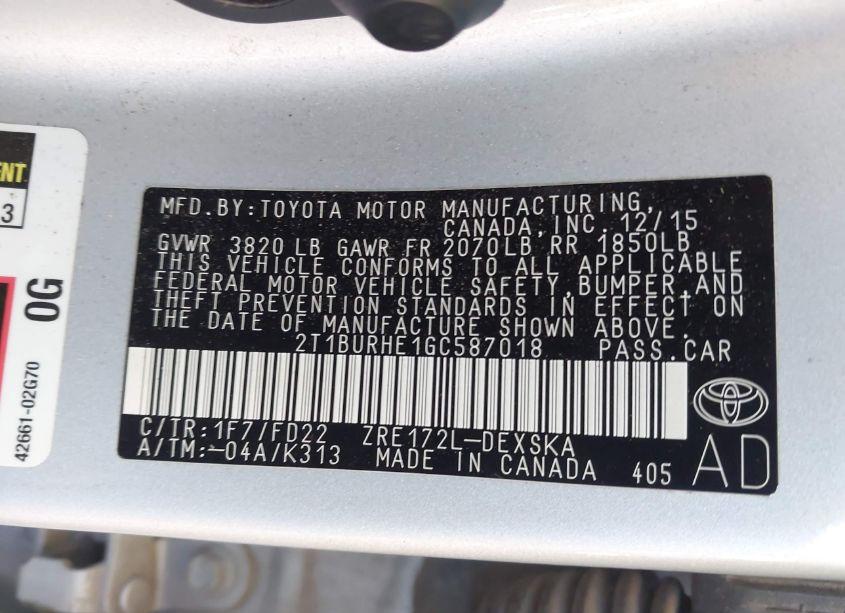 ENT
3
0G
42661-02G70
MFD.BY:TOYOTA MOTOR MANUFACTURING,
CANADA,INC. 12/15
GVWR 3820 LB GAWR FR 2070LB RR 1850LB
THIS VEHICLE CONFORMS TO ALL APPLICABLE
FEDERAL MOTOR VEHICLE SAFETY,BUMPER,AND
THEFT PREVENTION STANDARDS IN EFFECT ON
THE DATE OF MANUFACTURE SHOWN ABOVE.
2T1BURHE1GC587018 PASS.CAR
C/TR:1F7/FD22 ZRE172L-DEXSKA
A/TM:-04A/K313 MADE IN CANADA 405
AD